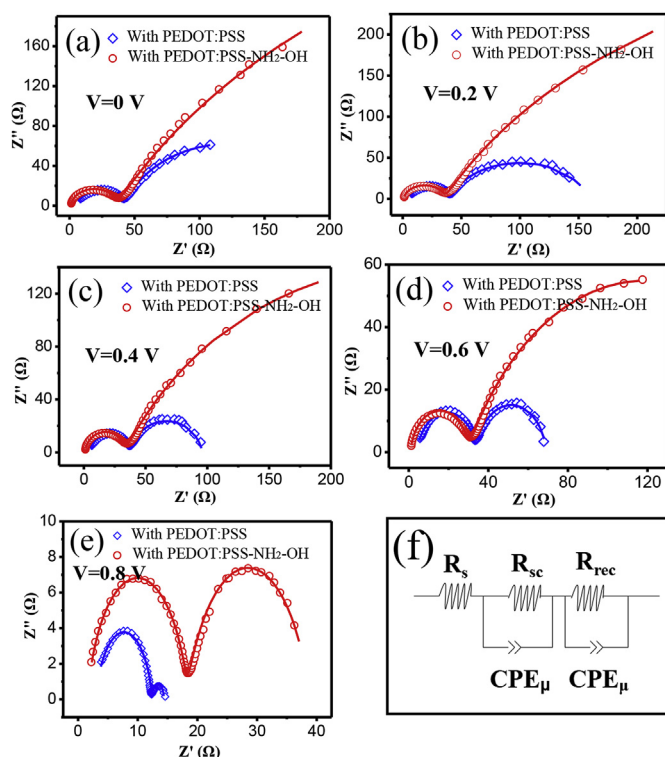 (a)
With PEDOT:PSS
With PEDOT:PSS-NH₂-OH
V=0 V
Z'' (Ω)
160
120
80
40
0
0 50 100 150 200
Z' (Ω)
(b)
With PEDOT:PSS
With PEDOT:PSS-NH₂-OH
V=0.2 V
Z'' (Ω)
200
150
100
50
0
0 50 100 150 200
Z' (Ω)
(c)
With PEDOT:PSS
With PEDOT:PSS-NH₂-OH
V=0.4 V
Z'' (Ω)
120
80
40
0
0 50 100 150 200
Z' (Ω)
(d)
With PEDOT:PSS
With PEDOT:PSS-NH₂-OH
V=0.6 V
Z'' (Ω)
60
40
20
0
0 40 80 120
Z' (Ω)
(e)
With PEDOT:PSS
With PEDOT:PSS-NH₂-OH
V=0.8 V
Z'' (Ω)
8
6
4
2
0
0 10 20 30 40
Z' (Ω)
(f)
Rs Rsc Rrec
CPEμ CPEμ